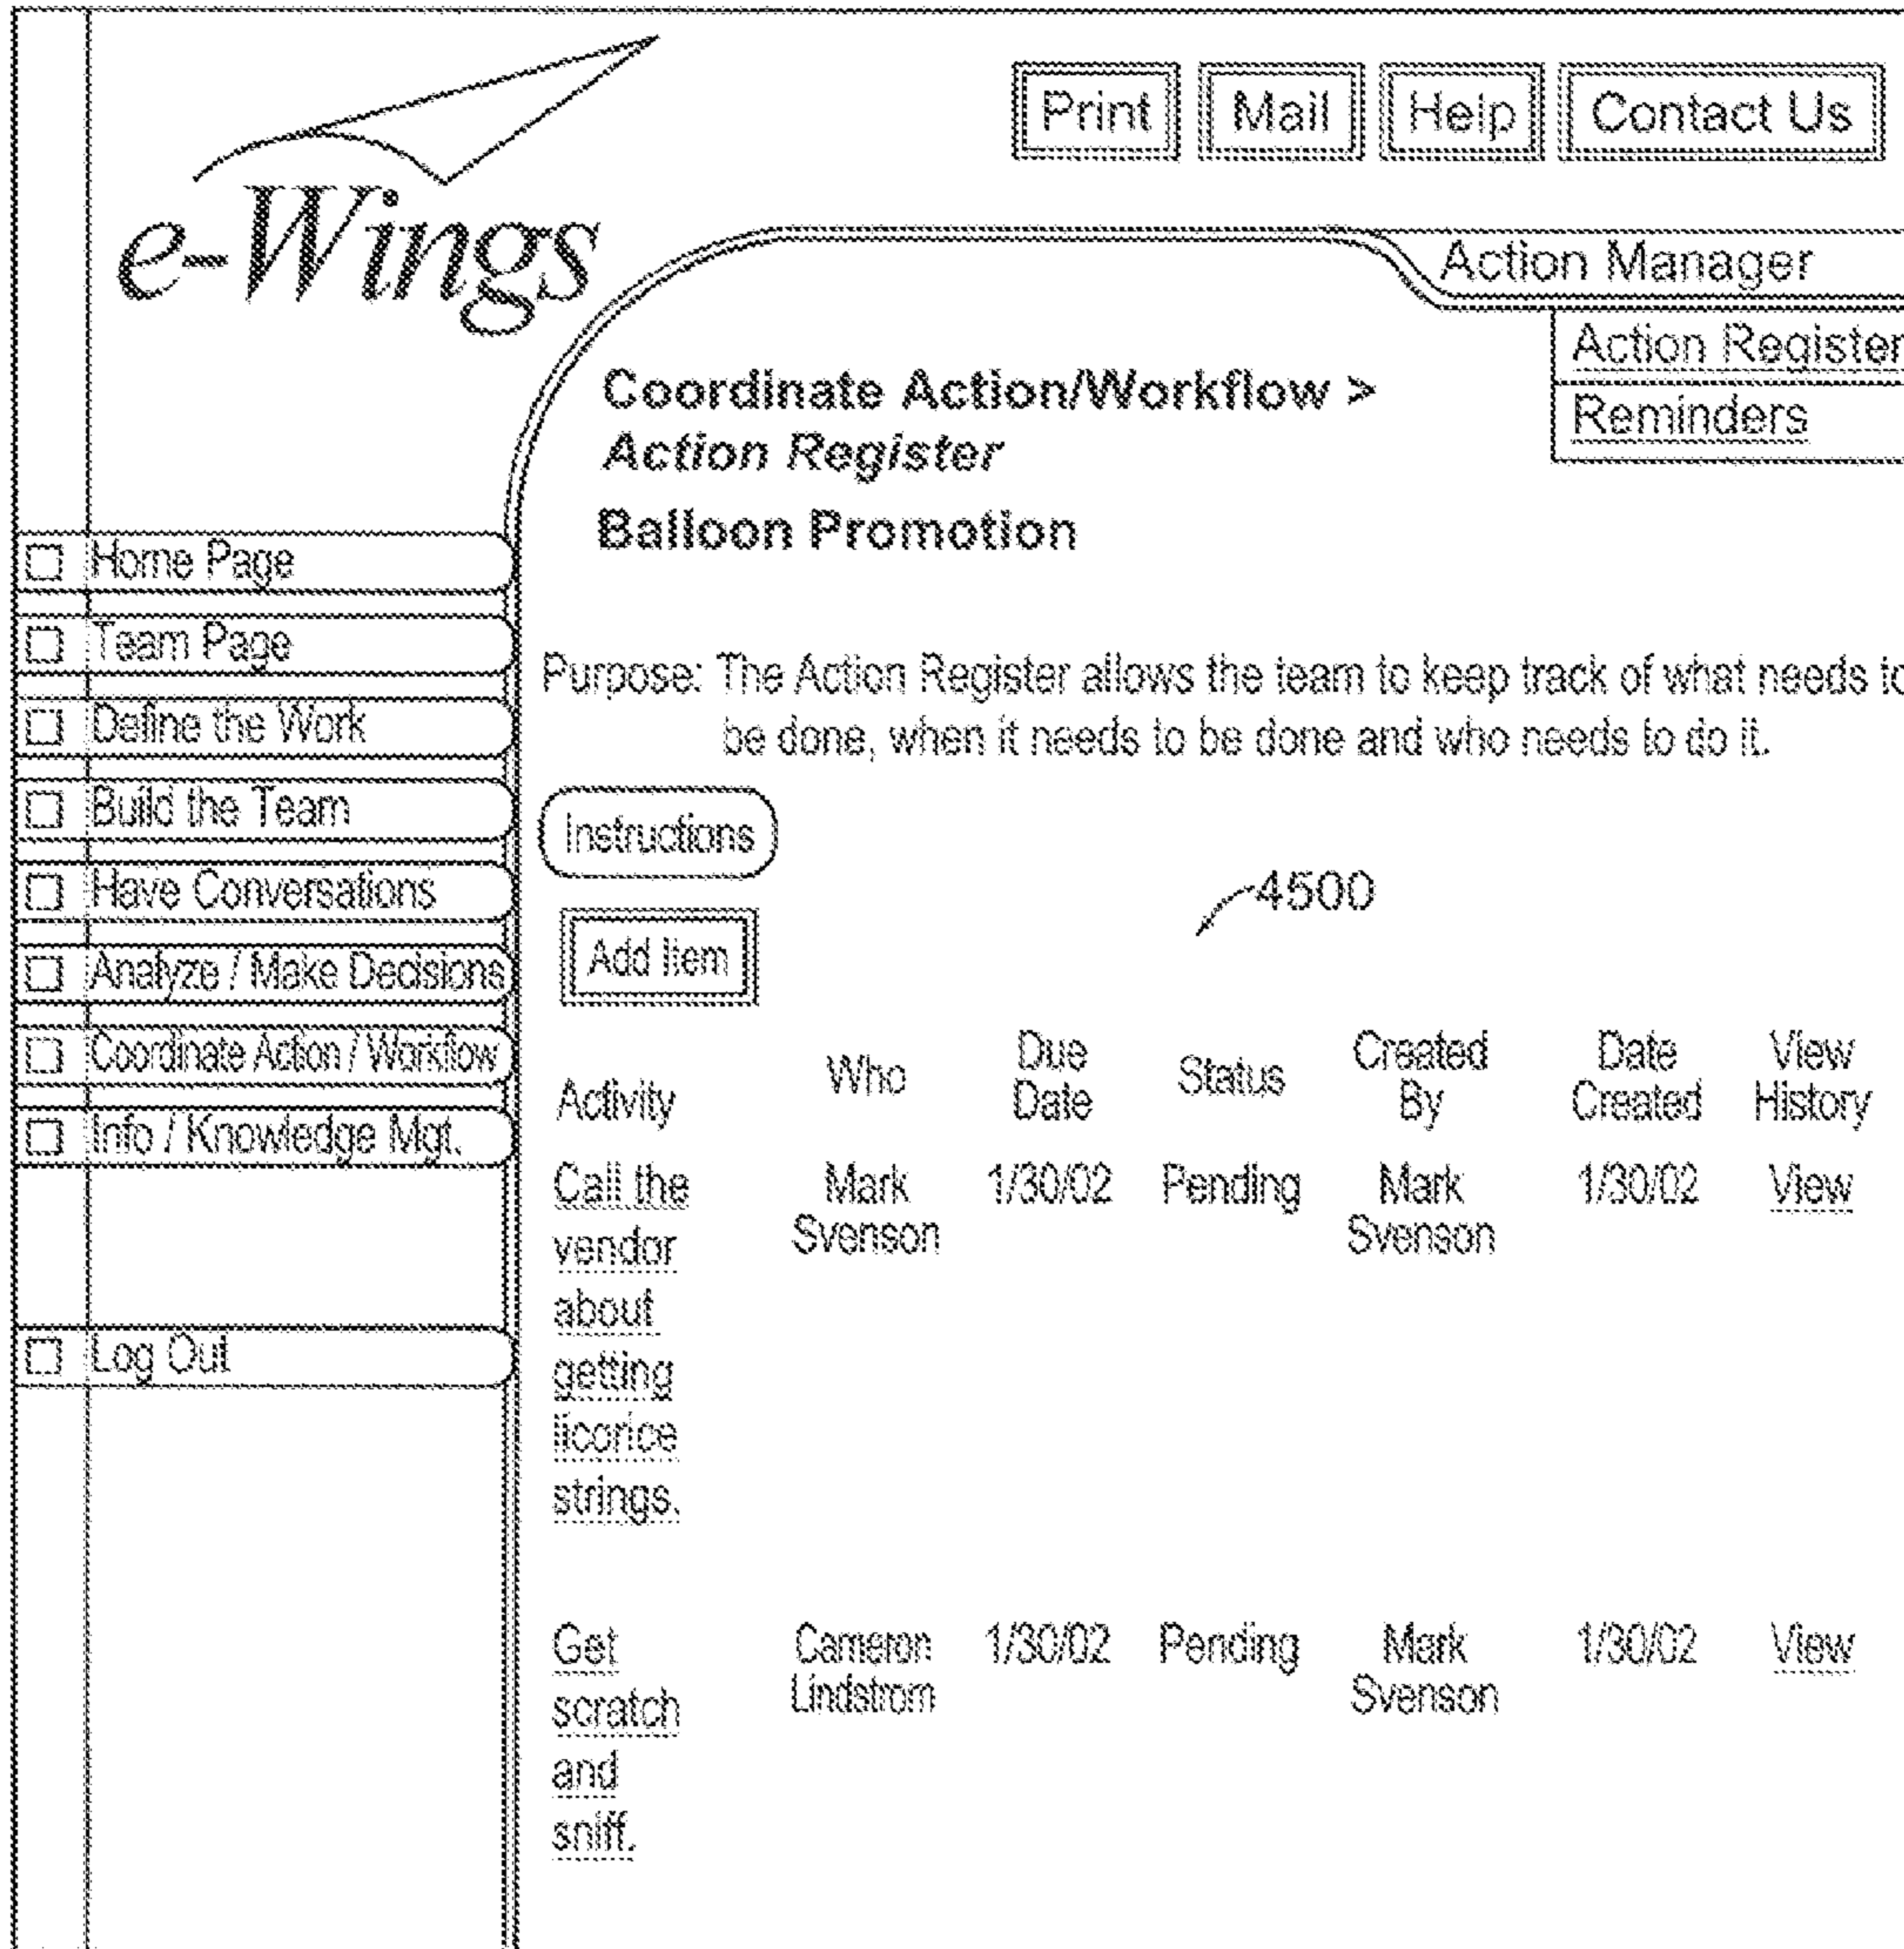 Print Mail Help Contact Us
e-Wings
Action Manager
Action Register
Reminders
Coordinate Action/Workflow >
Action Register
Balloon Promotion
Home Page
Team Page
Define the Work
Build the Team
Have Conversations
Analyze / Make Decisions
Coordinate Action / Workflow
Info / Knowledge Mgt.
Log Out
Purpose: The Action Register allows the team to keep track of what needs to
be done, when it needs to be done and who needs to do it.
Instructions
4500
Add Item
Activity Who Due Date Status Created By Date Created View History
Call the Mark 1/30/02 Pending Mark 1/30/02 View
vendor Svenson Svenson
about
getting
licorice
strings.
Get Cameron 1/30/02 Pending Mark 1/30/02 View
scratch Lindstrom Svenson
and
sniff.